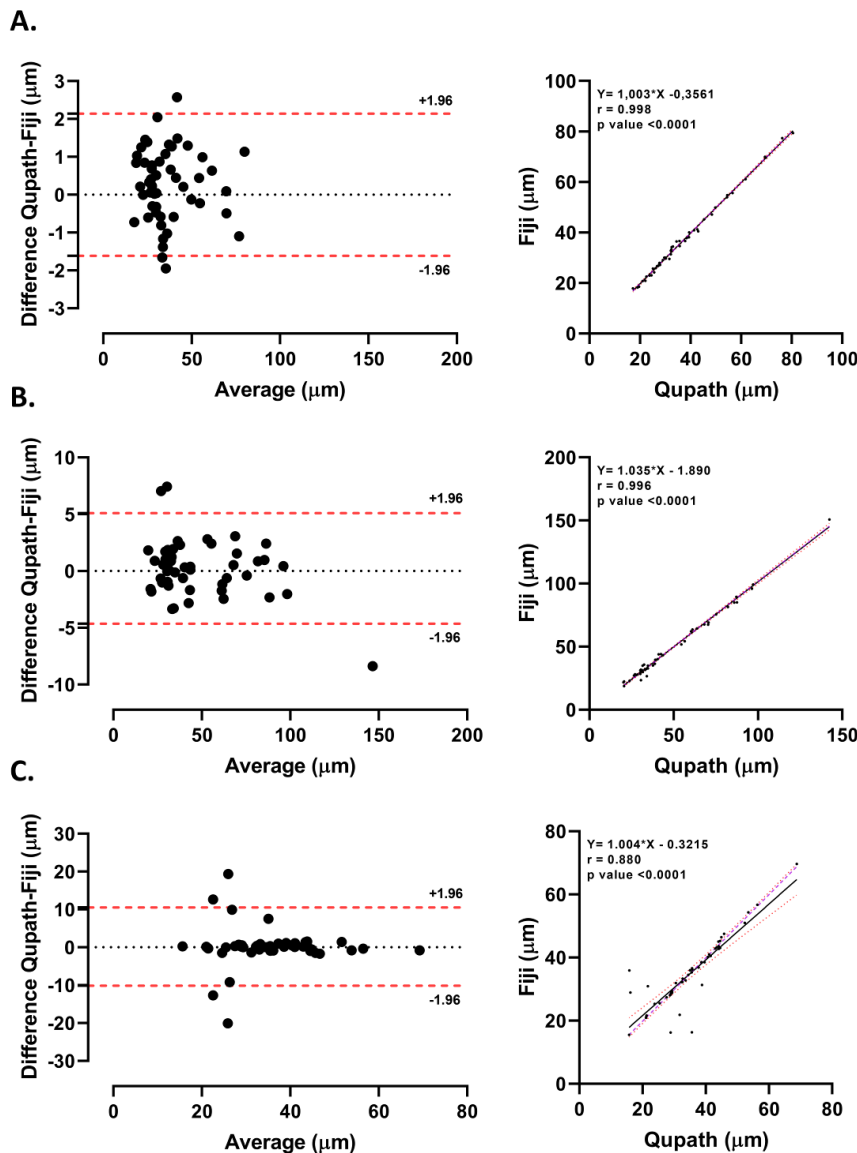 A.
Difference Qupath-Fiji (μm)
3
2
1
0
-1
-2
-3
+1.96
-1.96
0
50
100
150
200
Average (μm)
Y= 1,003*X -0,3561
r = 0.998
p value <0.0001
Fiji (μm)
100
80
60
40
20
0
0
20
40
60
80
100
Qupath (μm)
B.
Difference Qupath-Fiji (μm)
10
5
0
-5
-10
+1.96
-1.96
0
50
100
150
200
Average (μm)
Y= 1.035*X - 1.890
r = 0.996
p value <0.0001
Fiji (μm)
200
150
100
50
0
0
50
100
150
Qupath (μm)
C.
Difference Qupath-Fiji (μm)
30
20
10
0
-10
-20
-30
+1.96
-1.96
0
20
40
60
80
Average (μm)
Y= 1.004*X - 0.3215
r = 0.880
p value <0.0001
Fiji (μm)
80
60
40
20
0
0
20
40
60
80
Qupath (μm)